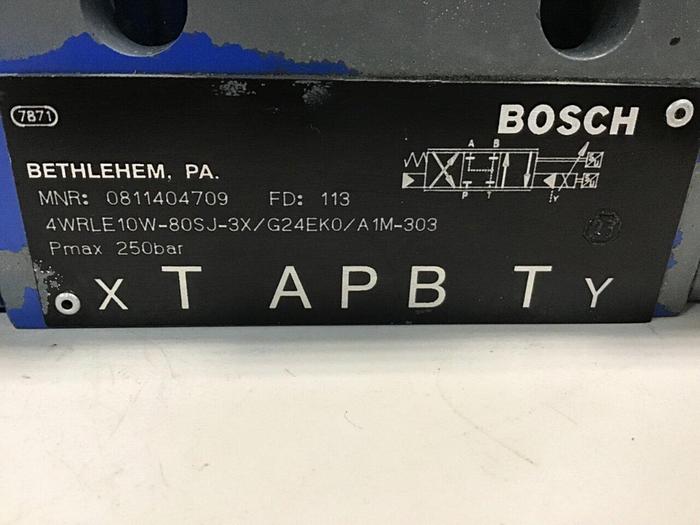 7871
BOSCH
BETHLEHEM, PA.
MNR: 0811404709 FD: 113
4WRLE10W-80SJ-3X/G24EK0/A1M-303
Pmax 250bar
A B
P T
Y
X T A P B T Y